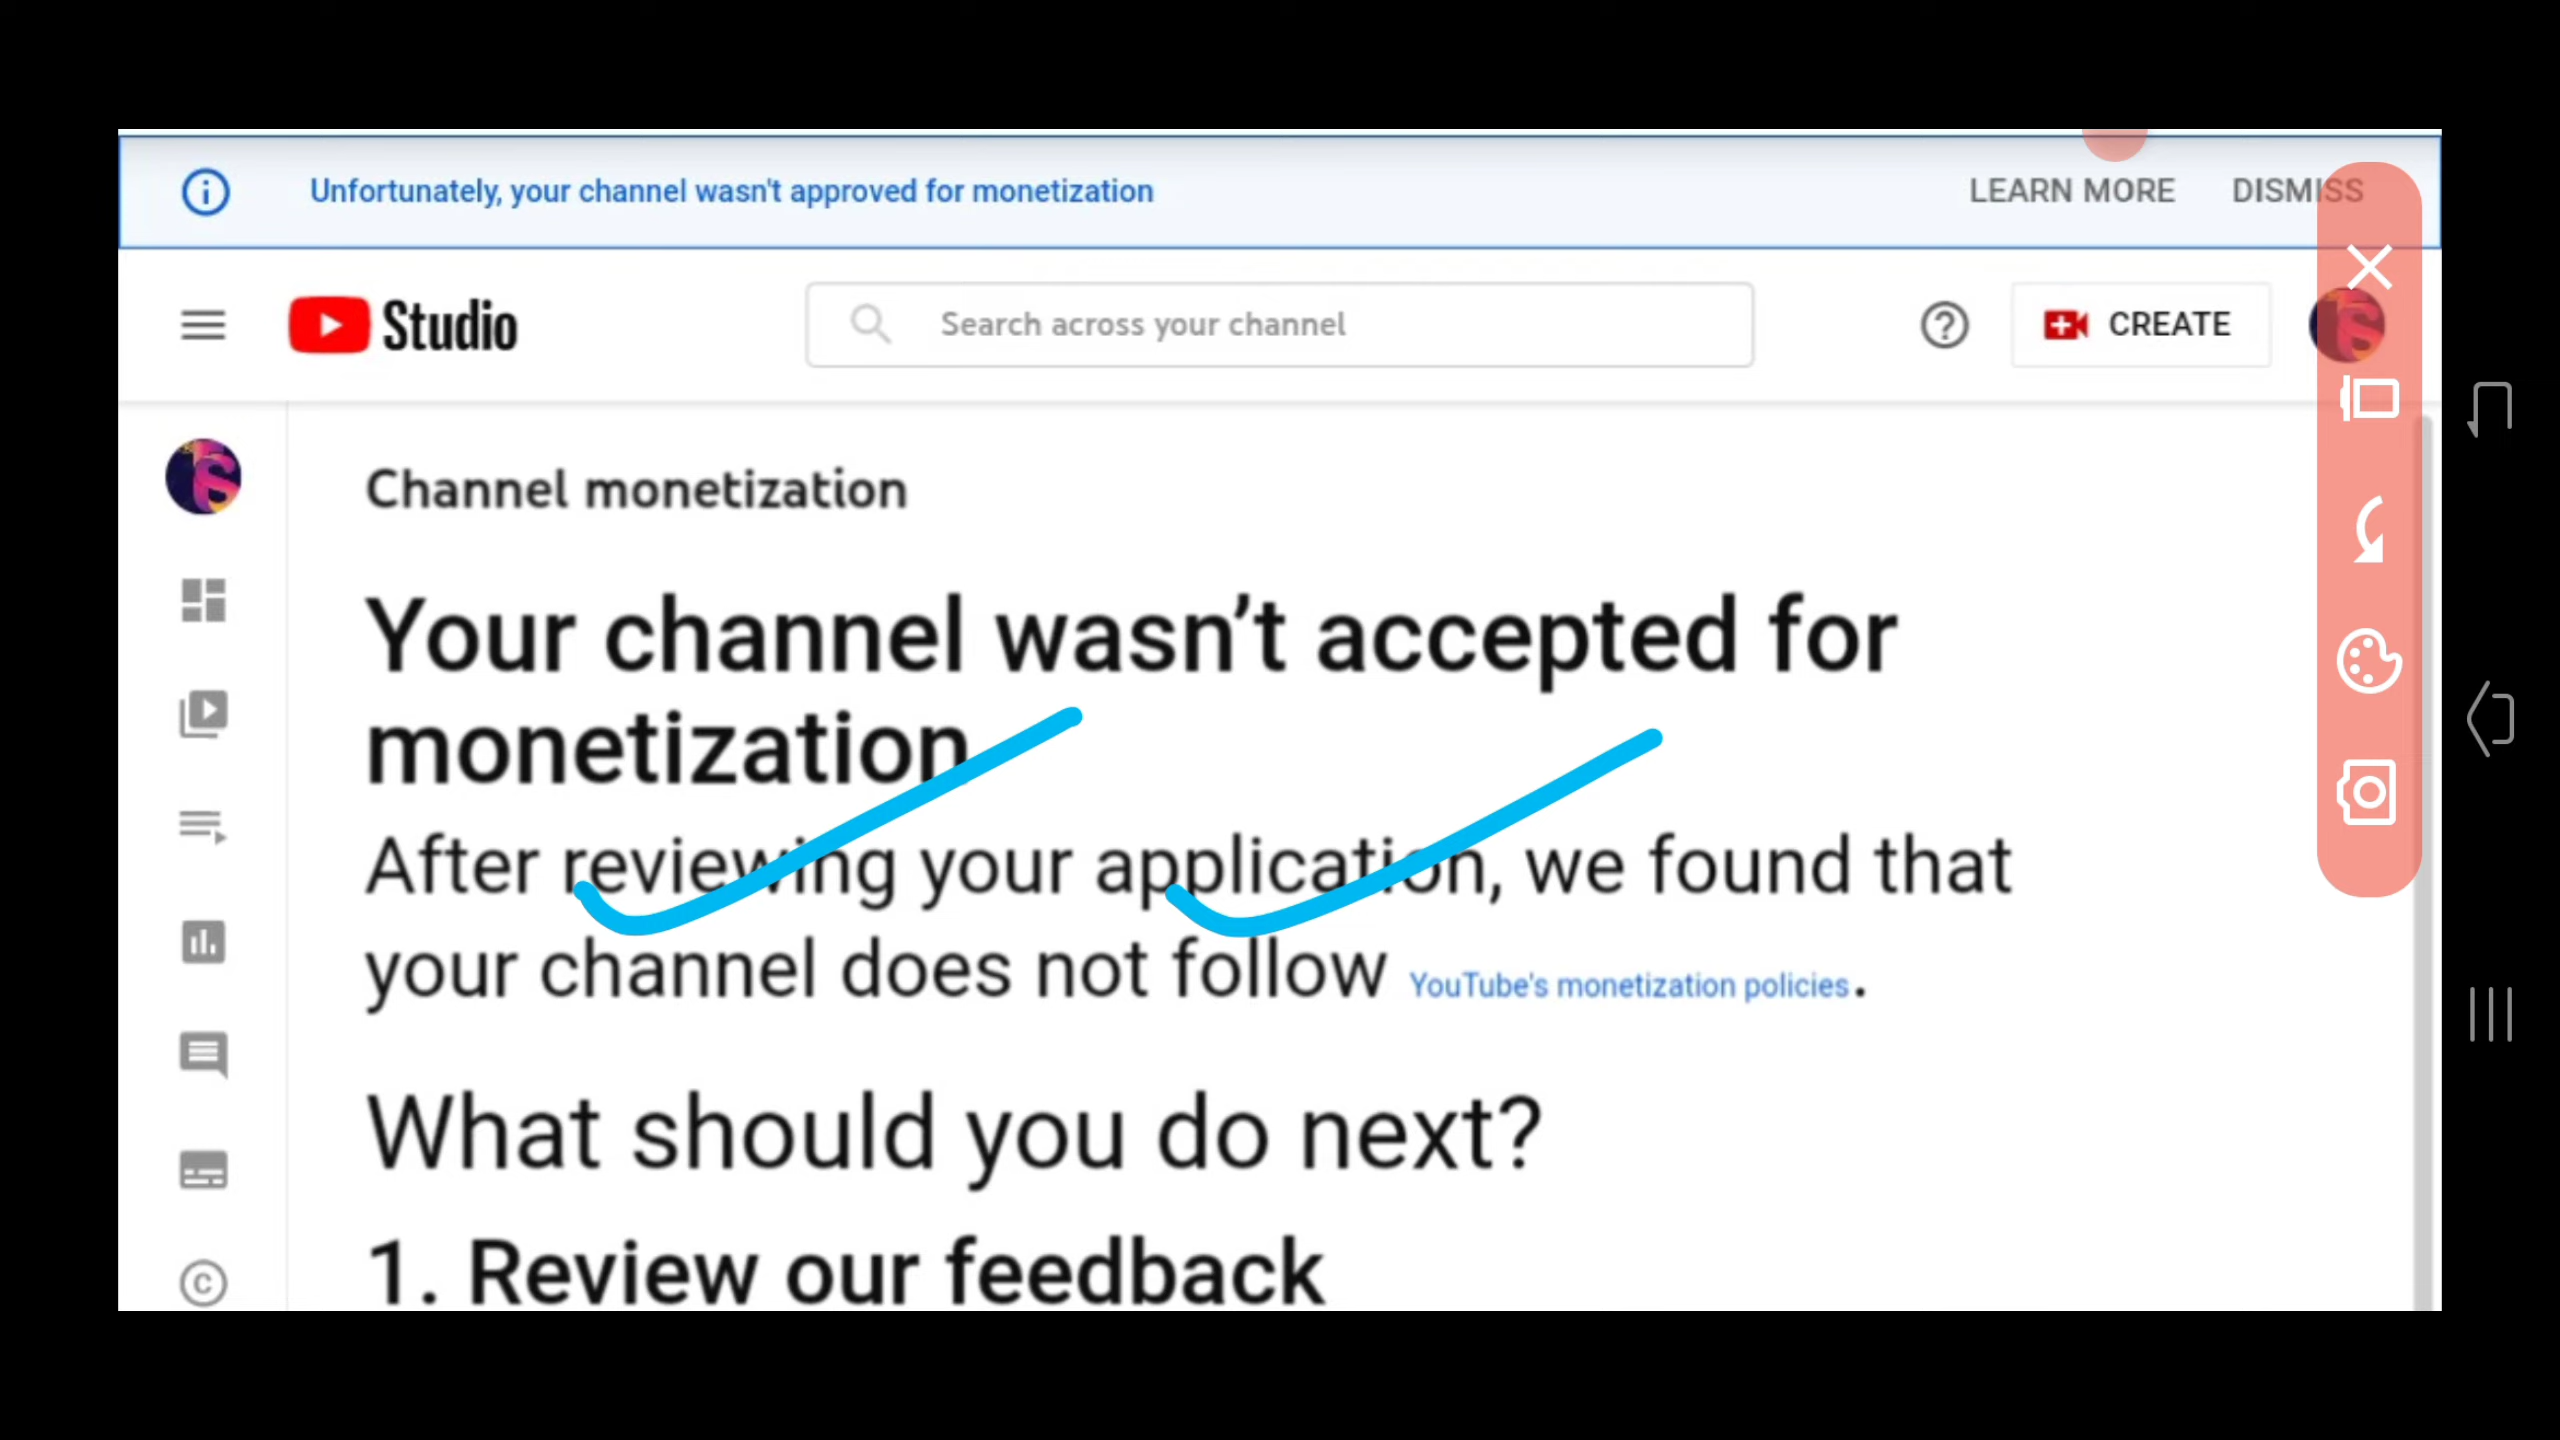 Unfortunately, your channel wasn't approved for monetization
LEARN MORE
DISMISS
Studio
Search across your channel
CREATE
Channel monetization
Your channel wasn’t accepted for
monetization
After reviewing your application, we found that
your channel does not follow YouTube's monetization policies.
What should you do next?
1. Review our feedback